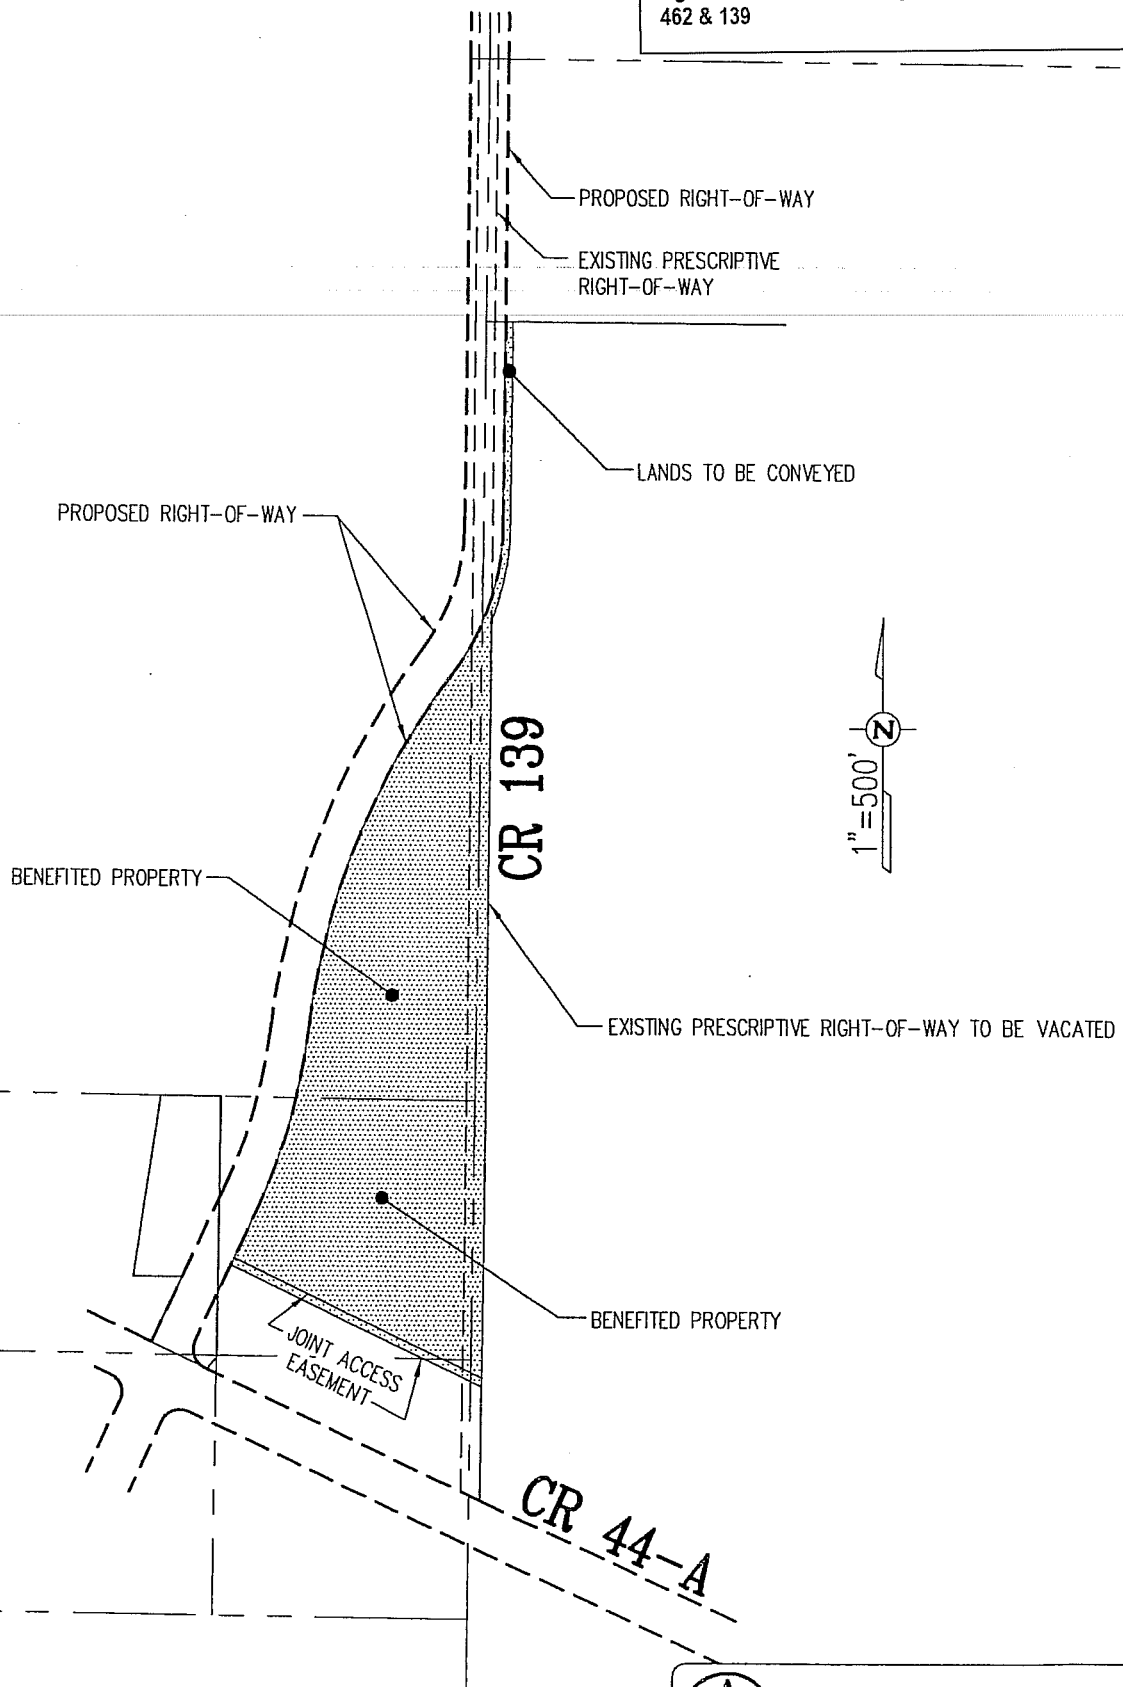 462 & 139
PROPOSED RIGHT-OF-WAY
EXISTING PRESCRIPTIVE
RIGHT-OF-WAY
LANDS TO BE CONVEYED
PROPOSED RIGHT-OF-WAY
CR 139
N
1"=500'
BENEFITED PROPERTY
EXISTING PRESCRIPTIVE RIGHT-OF-WAY TO BE VACATED
BENEFITED PROPERTY
JOINT ACCESS
EASEMENT
CR 44-A